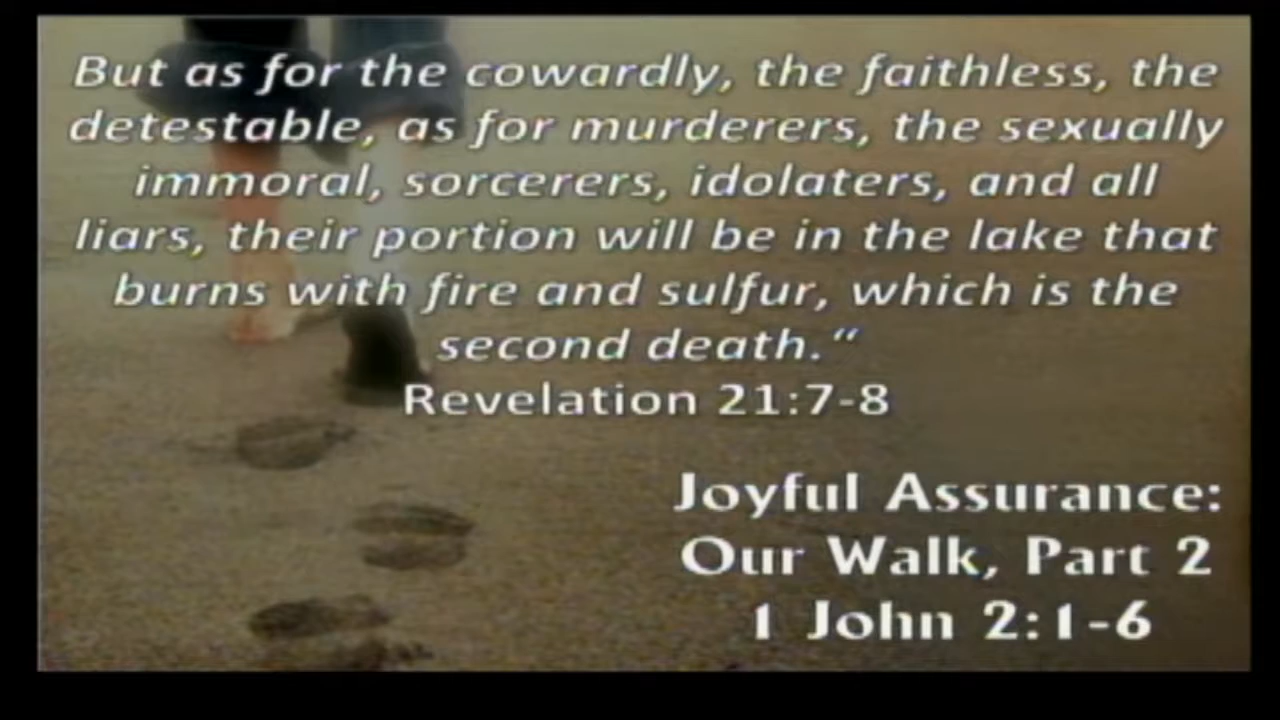 But as for the cowardly, the faithless, the
detestable, as for murderers, the sexually
immoral, sorcerers, idolaters, and all
liars, their portion will be in the lake that
burns with fire and sulfur, which is the
second death.“
Revelation 21:7-8
Joyful Assurance:
Our Walk, Part 2
1 John 2:1-6